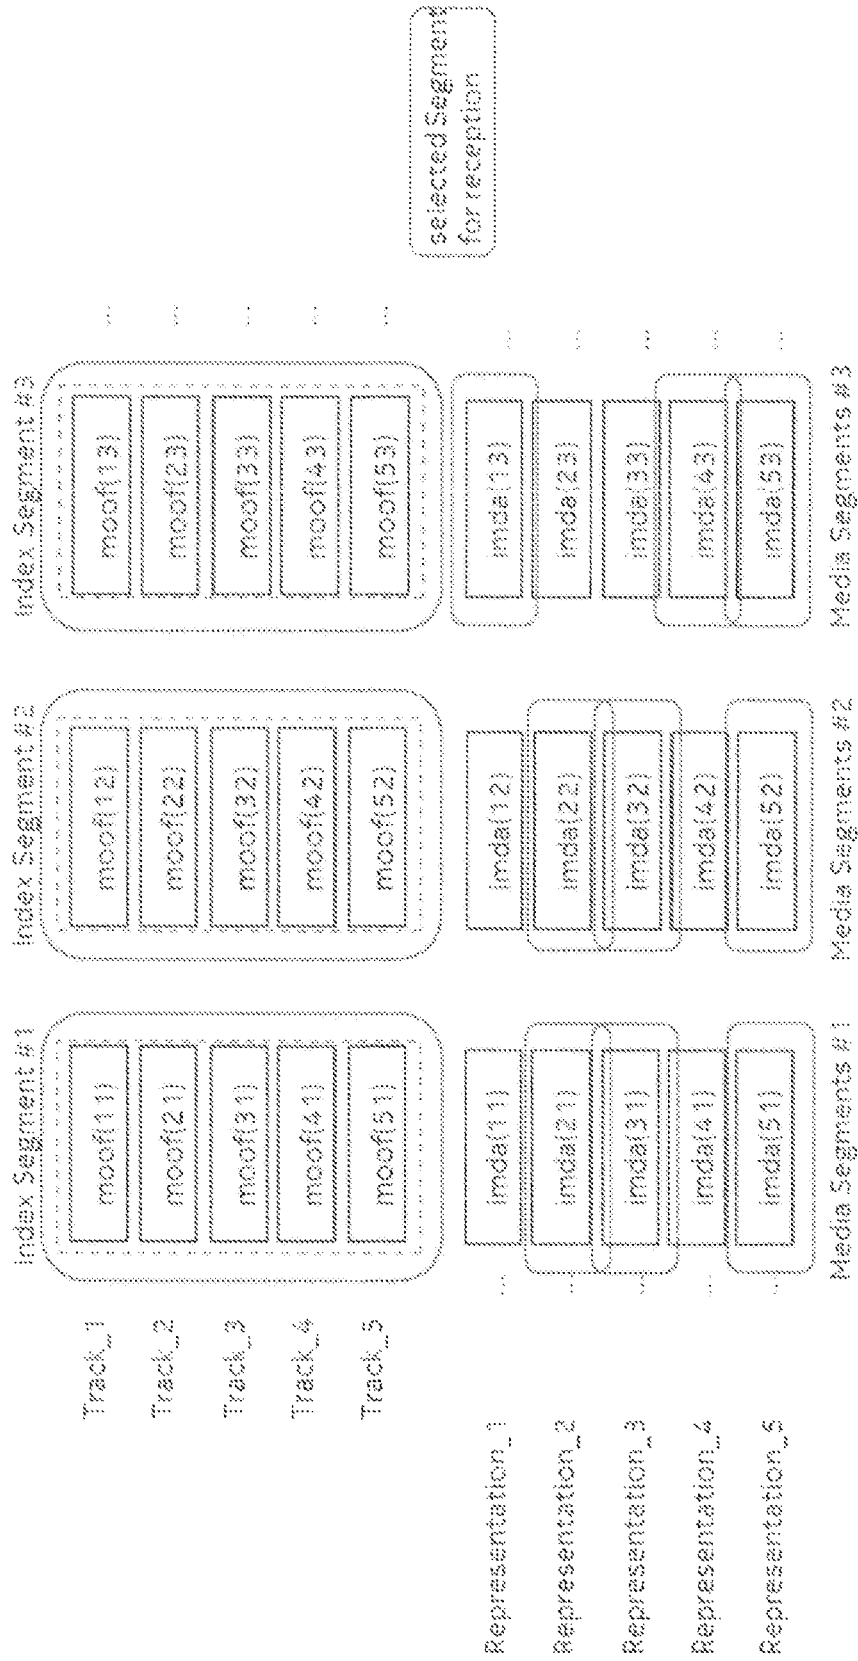 Index Segment #1
Index Segment #2
Index Segment #3
Track_1
moof(11)
moof(12)
moof(13)
...
Track_2
moof(21)
moof(22)
moof(23)
...
Track_3
moof(31)
moof(32)
moof(33)
...
Track_4
moof(41)
moof(42)
moof(43)
...
Track_5
moof(51)
moof(52)
moof(53)
...
selected Segment
for reception
Representation_1
...
imda(11)
imda(12)
imda(13)
...
Representation_2
...
imda(21)
imda(22)
imda(23)
...
Representation_3
...
imda(31)
imda(32)
imda(33)
...
Representation_4
...
imda(41)
imda(42)
imda(43)
...
Representation_5
...
imda(51)
imda(52)
imda(53)
...
Media Segments #1
Media Segments #2
Media Segments #3